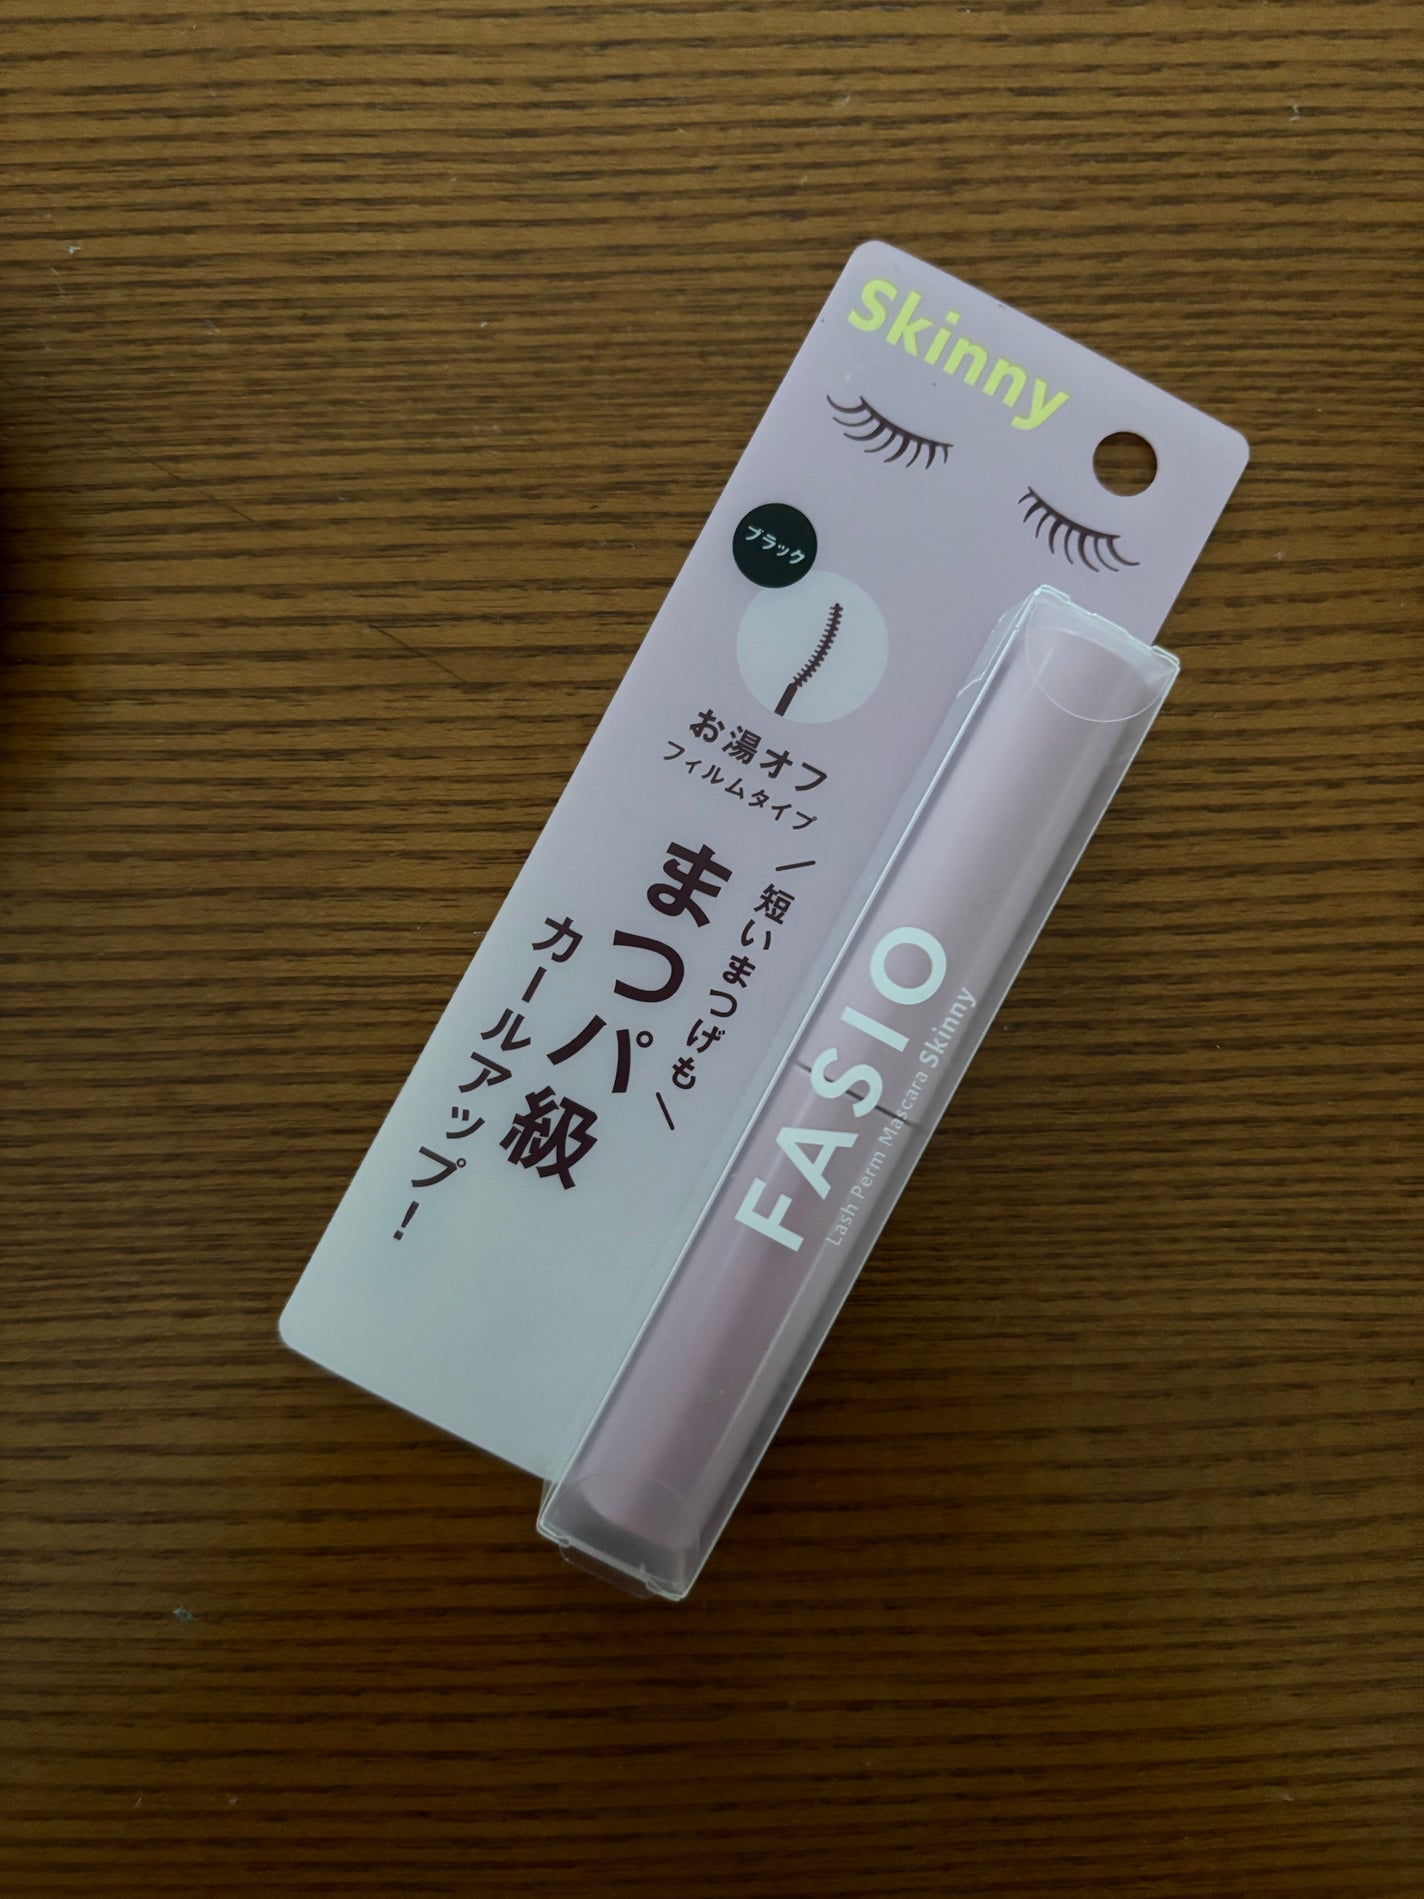 Skinny
ブラック
お湯オフ
フィルムタイプ
短いまつげも
まつパ級
カールアップ!
FASIO
Lash Perm Mascara Skinny